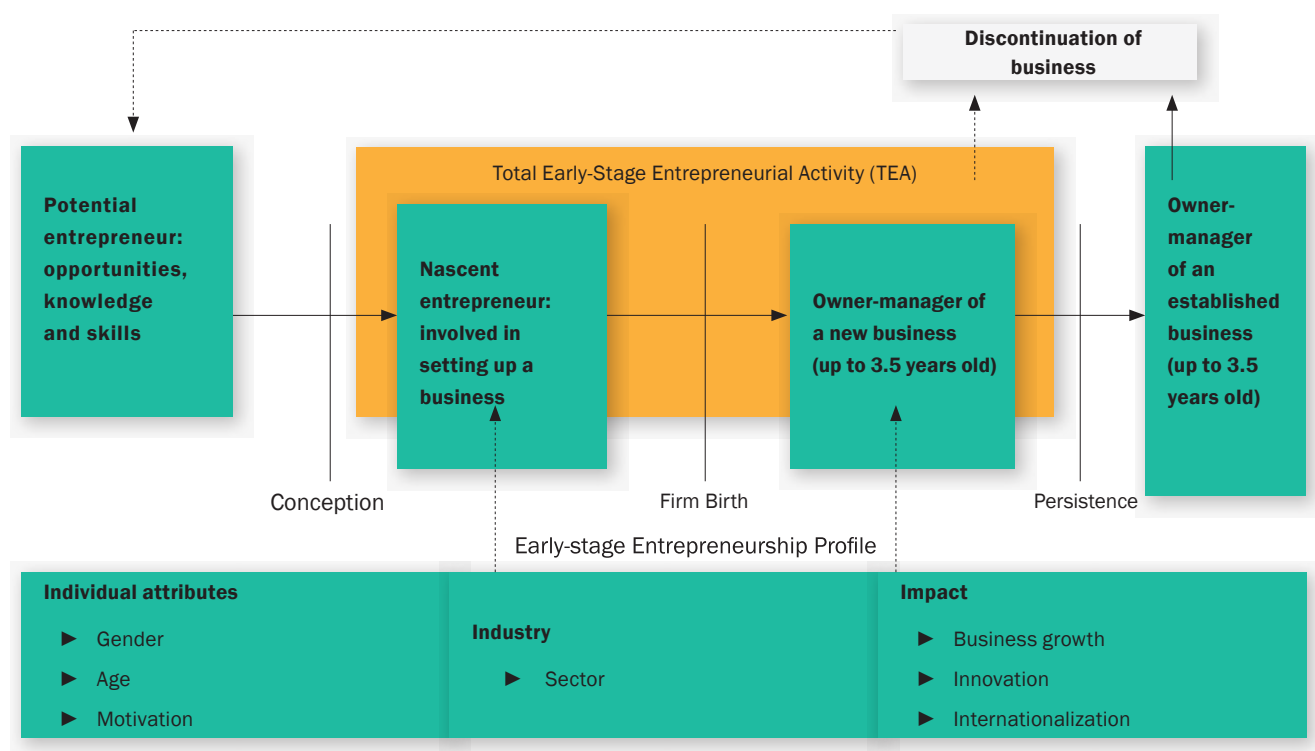 Discontinuation of
business
Total Early-Stage Entrepreneurial Activity (TEA)
Potential
entrepreneur:
opportunities,
knowledge
and skills
Nascent
entrepreneur:
involved in
setting up a
business
Owner-manager of
a new business
(up to 3.5 years old)
Owner-
manager
of an
established
business
(up to 3.5
years old)
Conception
Firm Birth
Persistence
Early-stage Entrepreneurship Profile
Individual attributes
► Gender
► Age
► Motivation
Industry
► Sector
Impact
► Business growth
► Innovation
► Internationalization